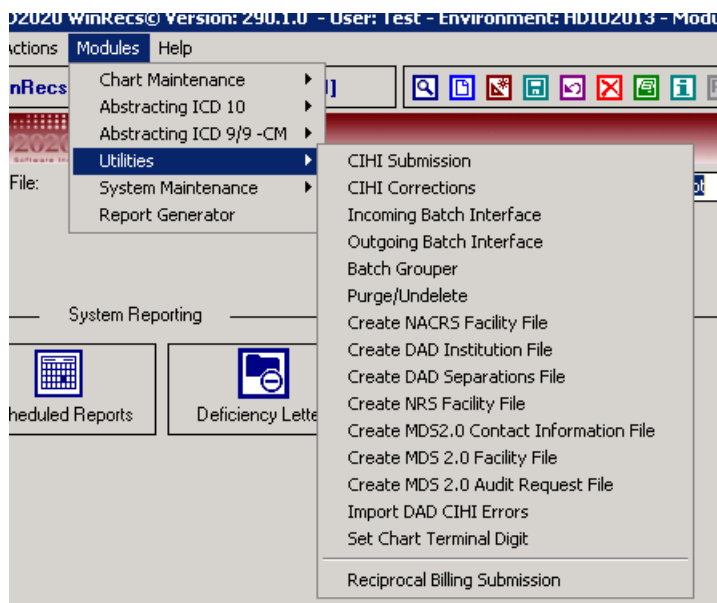 2020 WinRecs© Version: 290.1.0 - User: Test - Environment: HDIO2013 - Modu
Actions Modules Help
nRecs
Chart Maintenance
Abstracting ICD 10
Abstracting ICD 9/9 -CM
Utilities
System Maintenance
Report Generator
2020
File:
CIHI Submission
CIHI Corrections
Incoming Batch Interface
Outgoing Batch Interface
Batch Grouper
Purge/Undelete
Create NACRS Facility File
Create DAD Institution File
Create DAD Separations File
Create NRS Facility File
Create MDS2.0 Contact Information File
Create MDS 2.0 Facility File
Create MDS 2.0 Audit Request File
Import DAD CIHI Errors
Set Chart Terminal Digit
Reciprocal Billing Submission
System Reporting
heduled Reports
Deficiency Lette